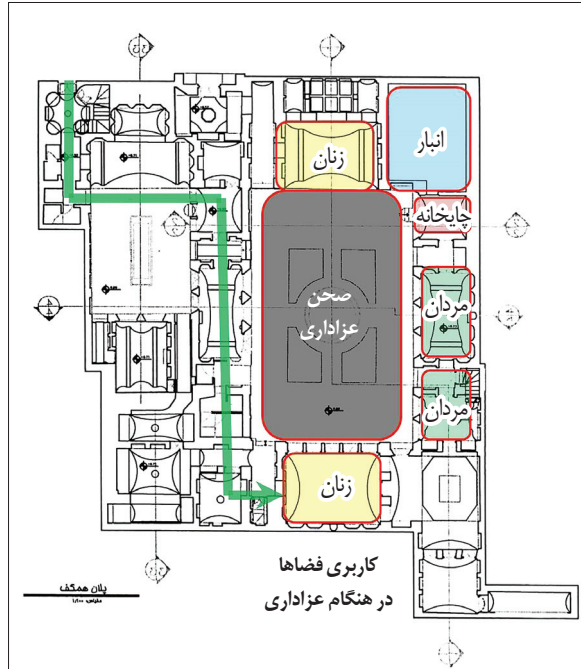 زنان
انبار
چایخانه
صحن
عزاداری
مردان
مردان
زنان
کاربری فضاها
در هنگام عزاداری
پلان همکف